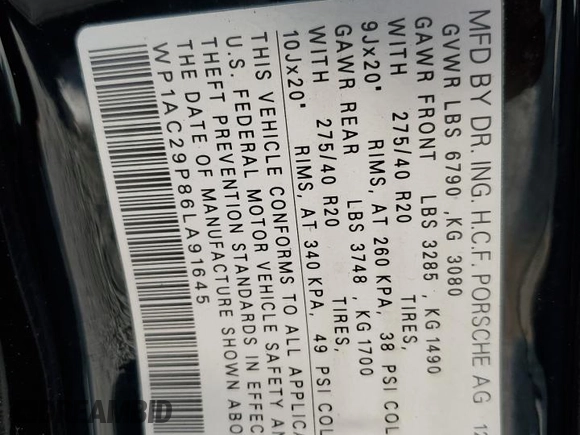 MFD BY DR. ING. H.C.F. PORSCHE AG 12
GVWR LBS 6790 ,KG 3080
GAWR FRONT LBS 3285 , KG 1490
WITH 275/40 R20 TIRES,
9Jx20" RIMS, AT 260 KPA, 38 PSI COL
GAWR REAR LBS 3748 , KG 1700
WITH 275/40 R20 TIRES,
10Jx20" RIMS, AT 340 KPA, 49 PSI COL
THIS VEHICLE CONFORMS TO ALL APPLICA
U.S. FEDERAL MOTOR VEHICLE SAFETY AN
THEFT PREVENTION STANDARDS IN EFFEC
THE DATE OF MANUFACTURE SHOWN ABO
WP1AC29P86LA91645